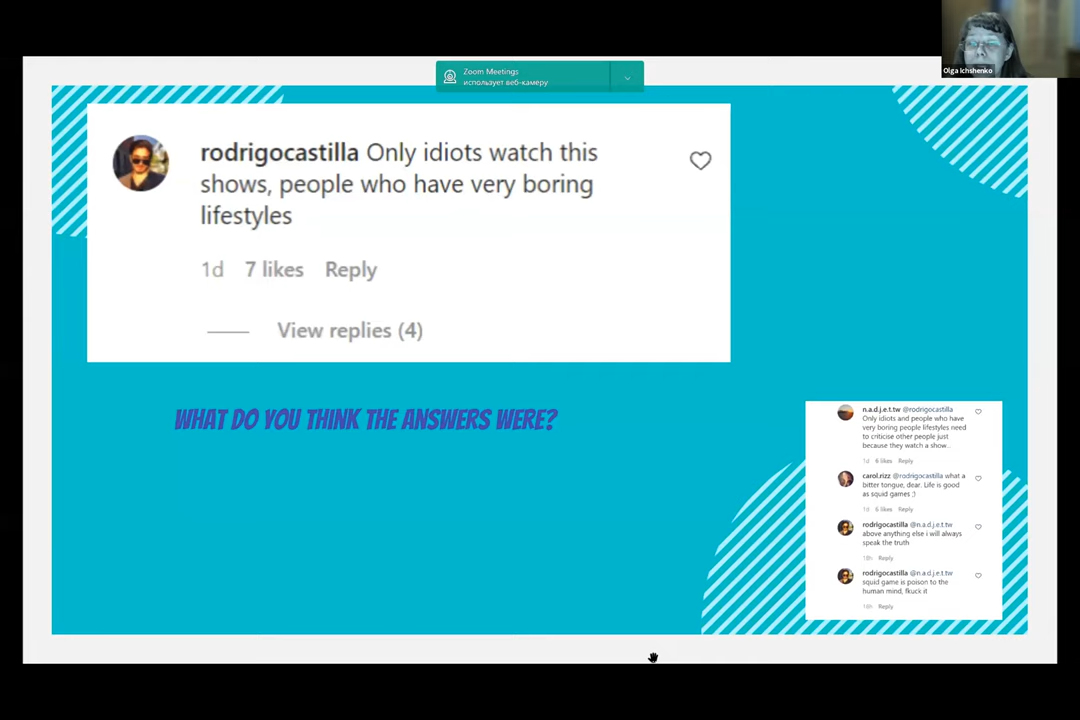 Olga Ichshenko
Zoom Meetings
использует веб-камеру
rodrigocastilla Only idiots watch this
shows, people who have very boring
lifestyles
1d 7 likes Reply
View replies (4)
WHAT DO YOU THINK THE ANSWERS WERE?
n.a.d.j.e.t.tw @rodrigocastilla
Only idiots and people who have
very boring people lifestyles need
to criticise other people just
because they watch a show...
1d 6 likes Reply
carol.rizz @rodrigocastilla what a
bitter tongue, dear. Life is good
as squid games ;)
1d 6 likes Reply
rodrigocastilla @n.a.d.j.e.t.tw
above anything else i will always
speak the truth
18h Reply
rodrigocastilla @n.a.d.j.e.t.tw
squid game is poison to the
human mind, fkuck it
18h Reply